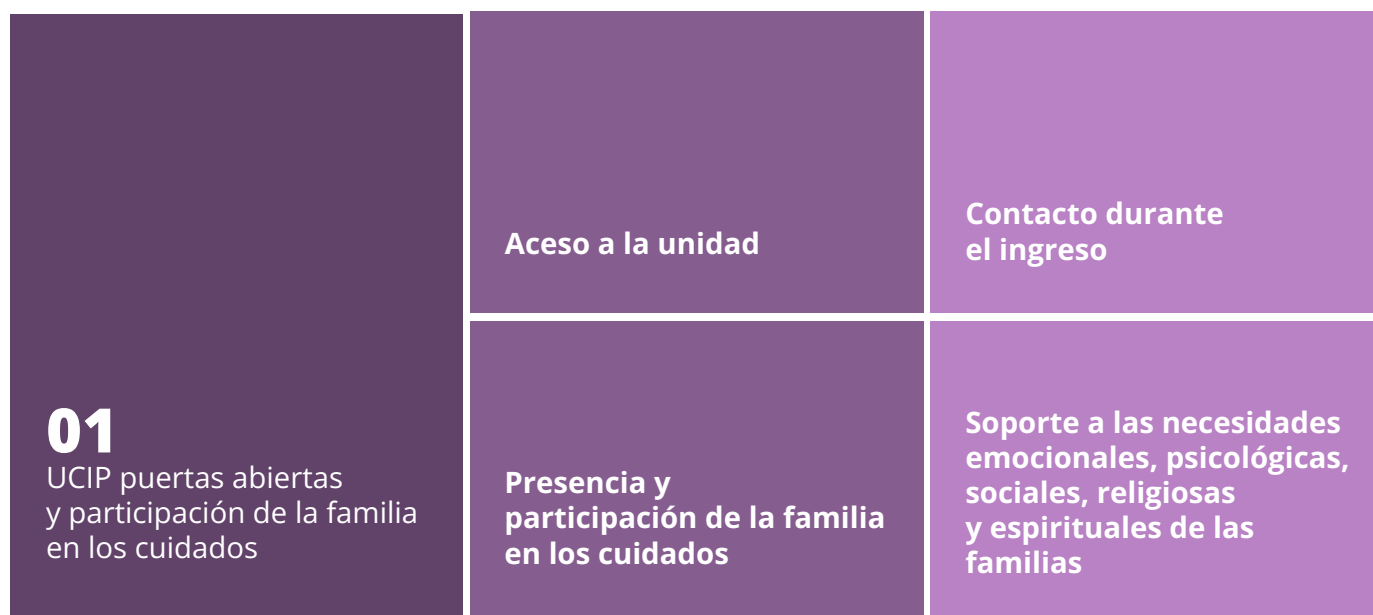 01
UCIP puertas abiertas
y participación de la familia
en los cuidados
Aceso a la unidad
Contacto durante
el ingreso
Presencia y
participación de la familia
en los cuidados
Soporte a las necesidades
emocionales, psicológicas,
sociales, religiosas
y espirituales de las
familias